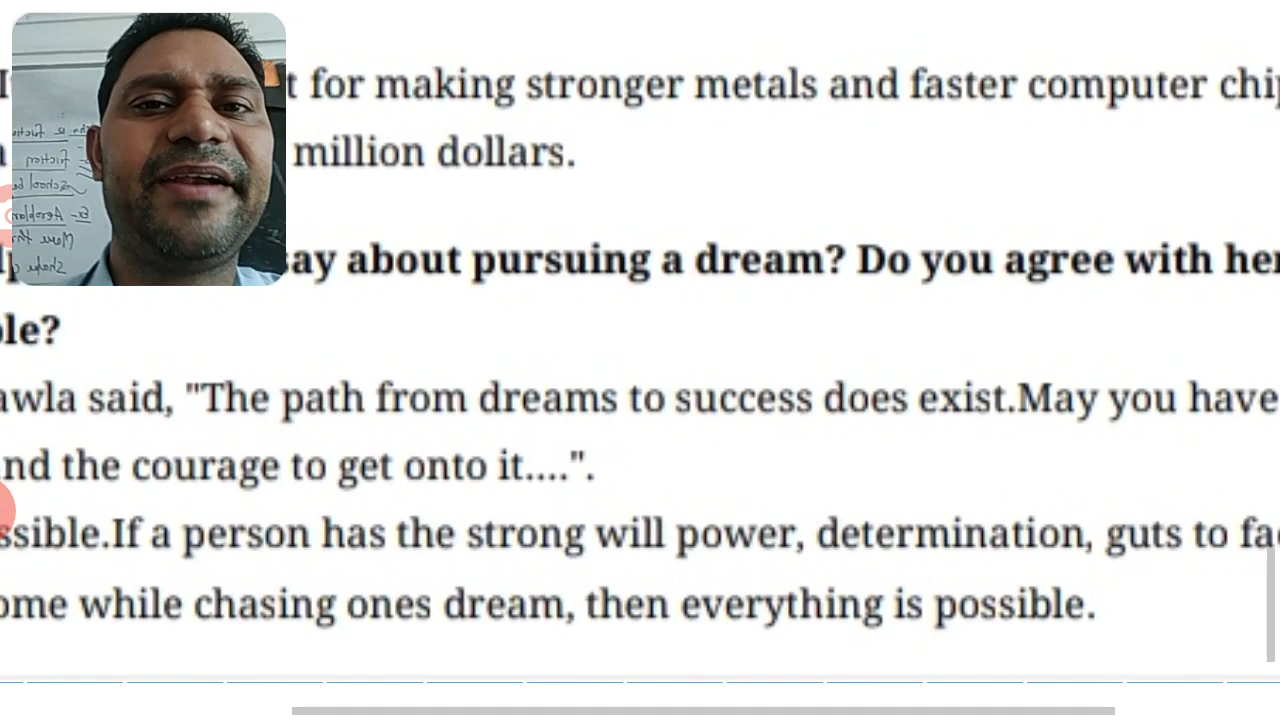 t for making stronger metals and faster computer chi
million dollars.
ay about pursuing a dream? Do you agree with her
ole?
awla said, "The path from dreams to success does exist.May you have
nd the courage to get onto it....".
ssible.If a person has the strong will power, determination, guts to fa
ome while chasing ones dream, then everything is possible.